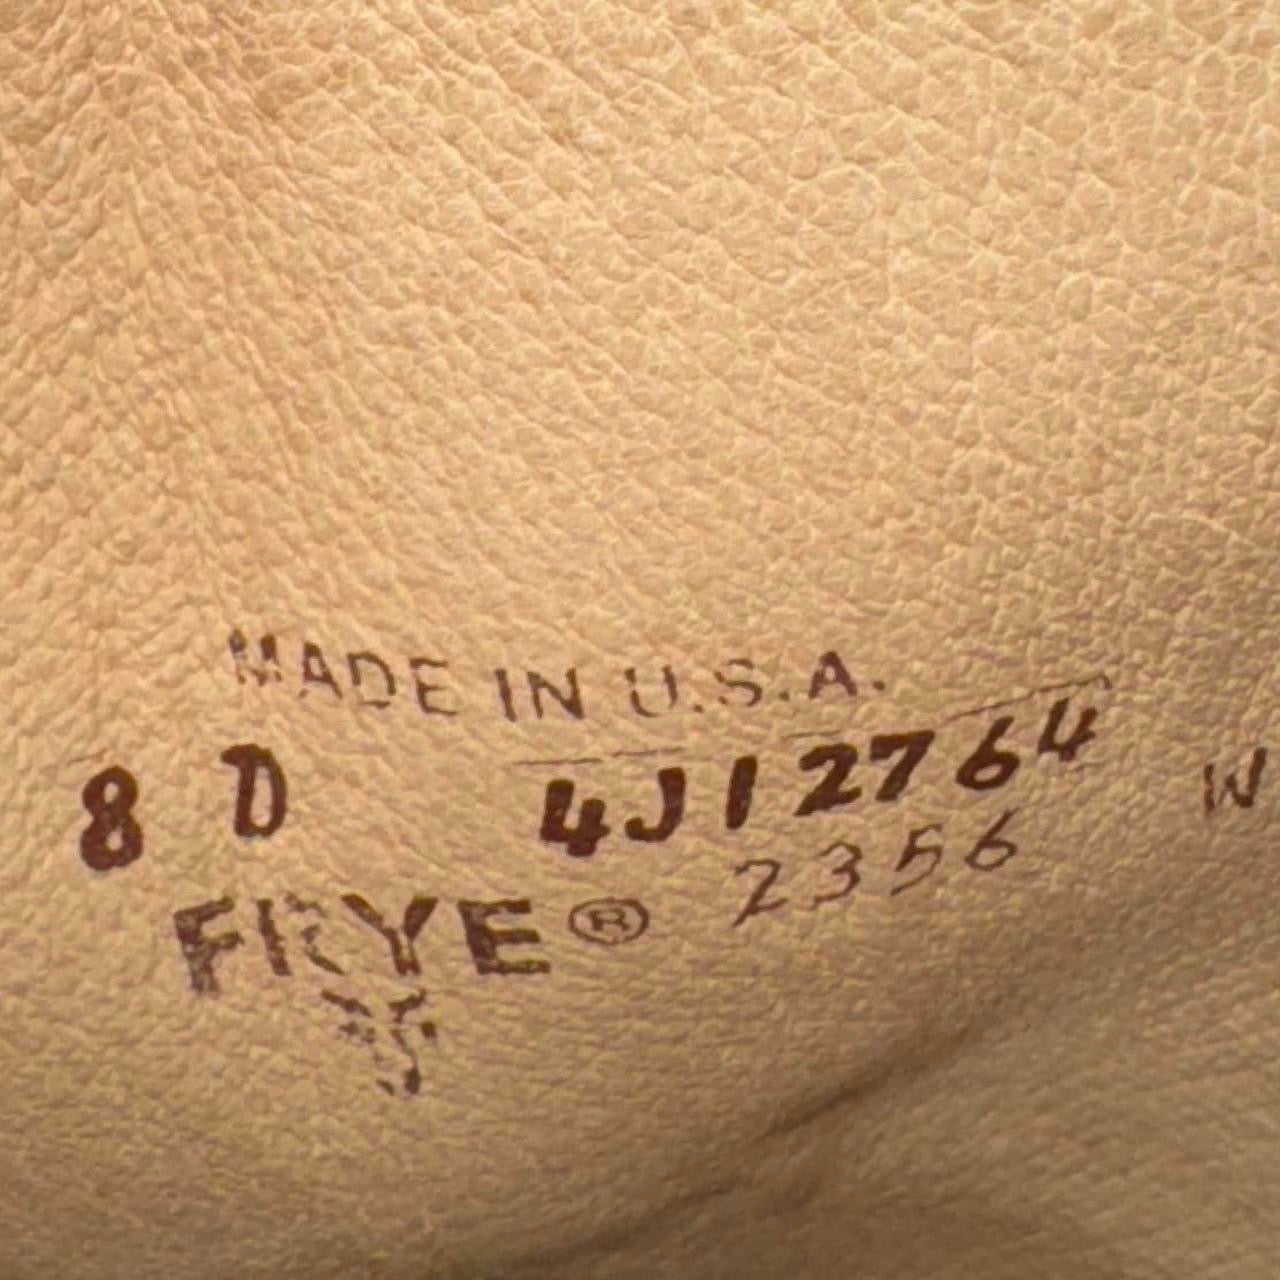 MADE IN U.S.A.
8 D 4J12764 W
2356
FRYE®